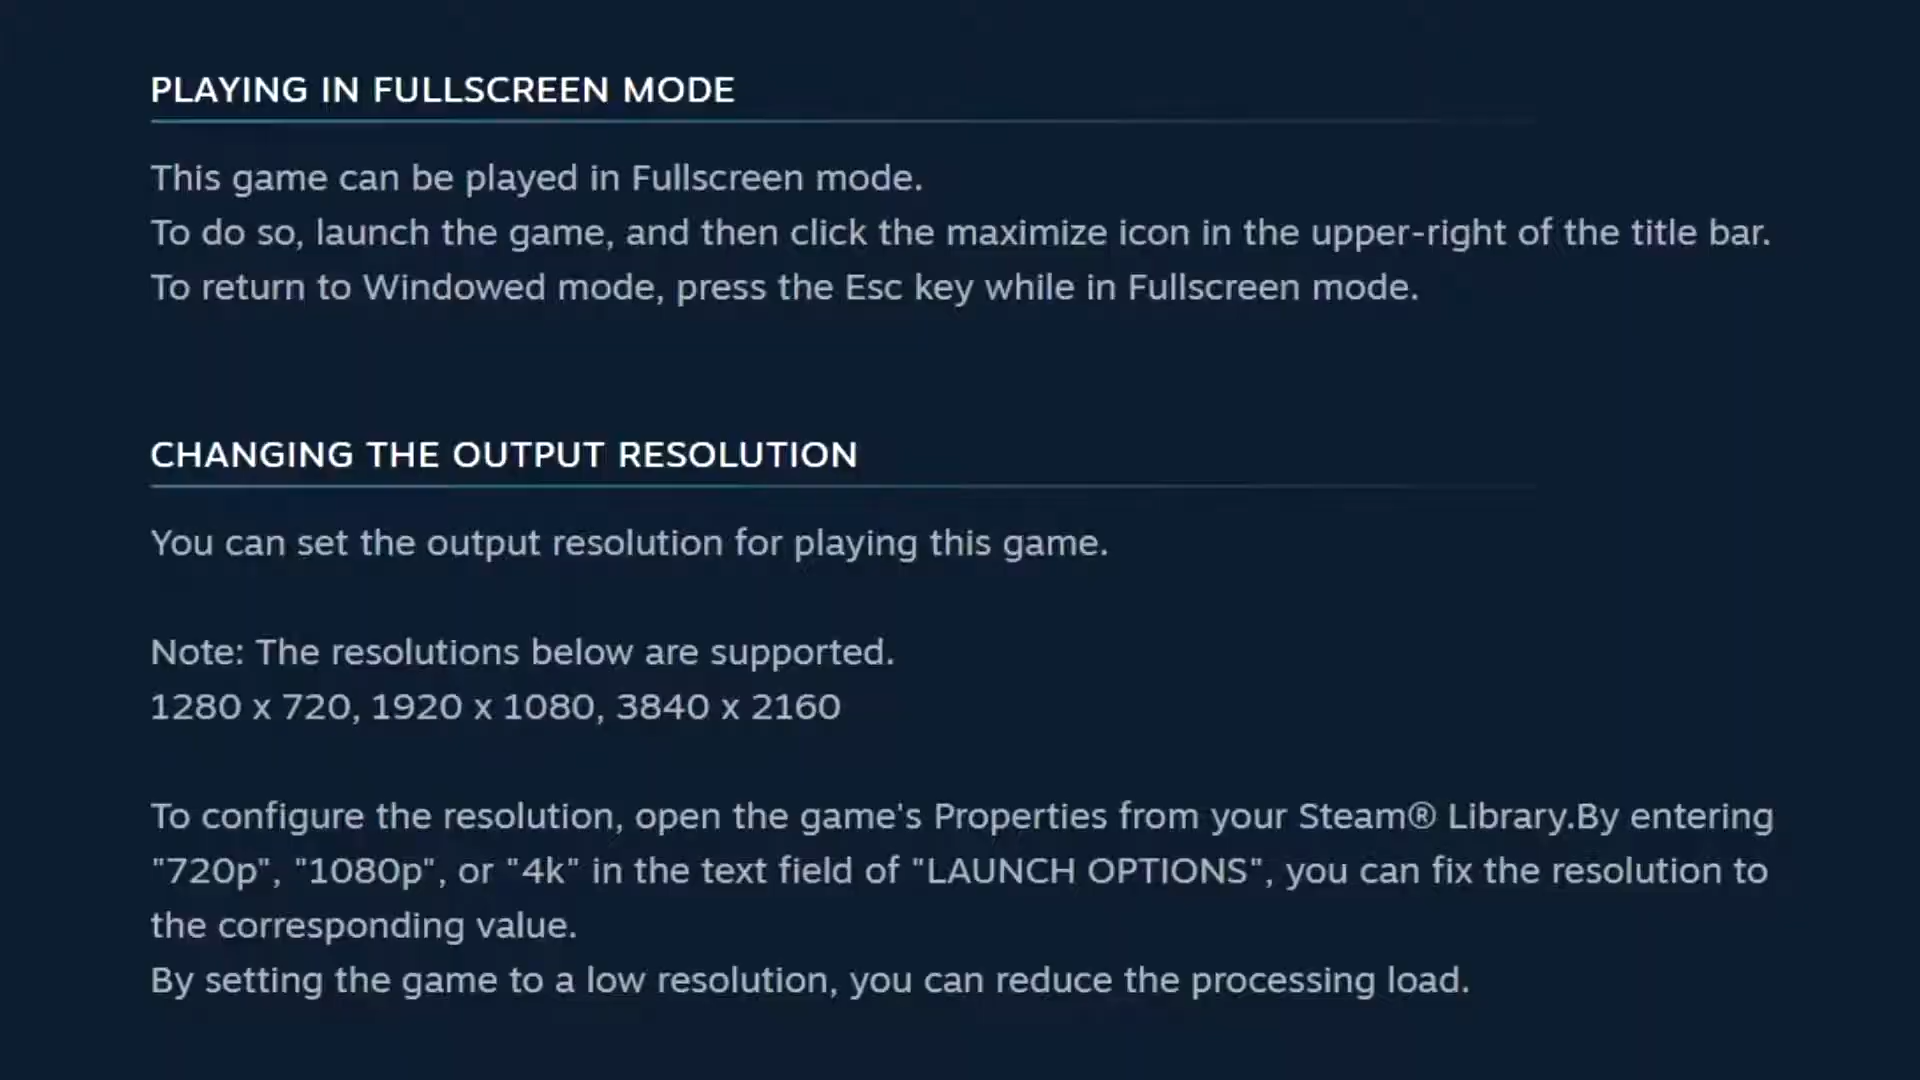 PLAYING IN FULLSCREEN MODE
This game can be played in Fullscreen mode.
To do so, launch the game, and then click the maximize icon in the upper-right of the title bar.
To return to Windowed mode, press the Esc key while in Fullscreen mode.
CHANGING THE OUTPUT RESOLUTION
You can set the output resolution for playing this game.
Note: The resolutions below are supported.
1280 x 720, 1920 x 1080, 3840 x 2160
To configure the resolution, open the game's Properties from your Steam® Library.By entering
"720p", "1080p", or "4k" in the text field of "LAUNCH OPTIONS", you can fix the resolution to
the corresponding value.
By setting the game to a low resolution, you can reduce the processing load.